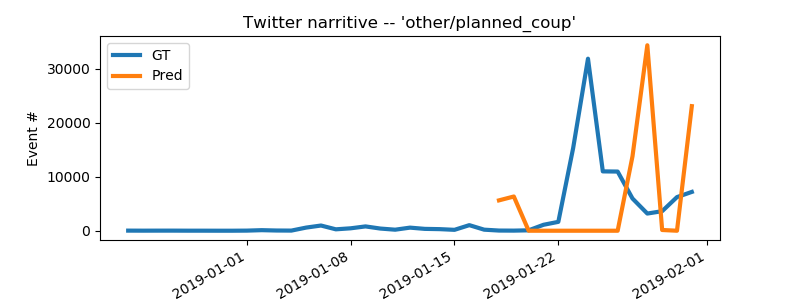 Twitter narritive -- 'other/planned_coup'
GT
Pred
Event #
30000
20000
10000
0
2019-01-01
2019-01-08
2019-01-15
2019-01-22
2019-02-01